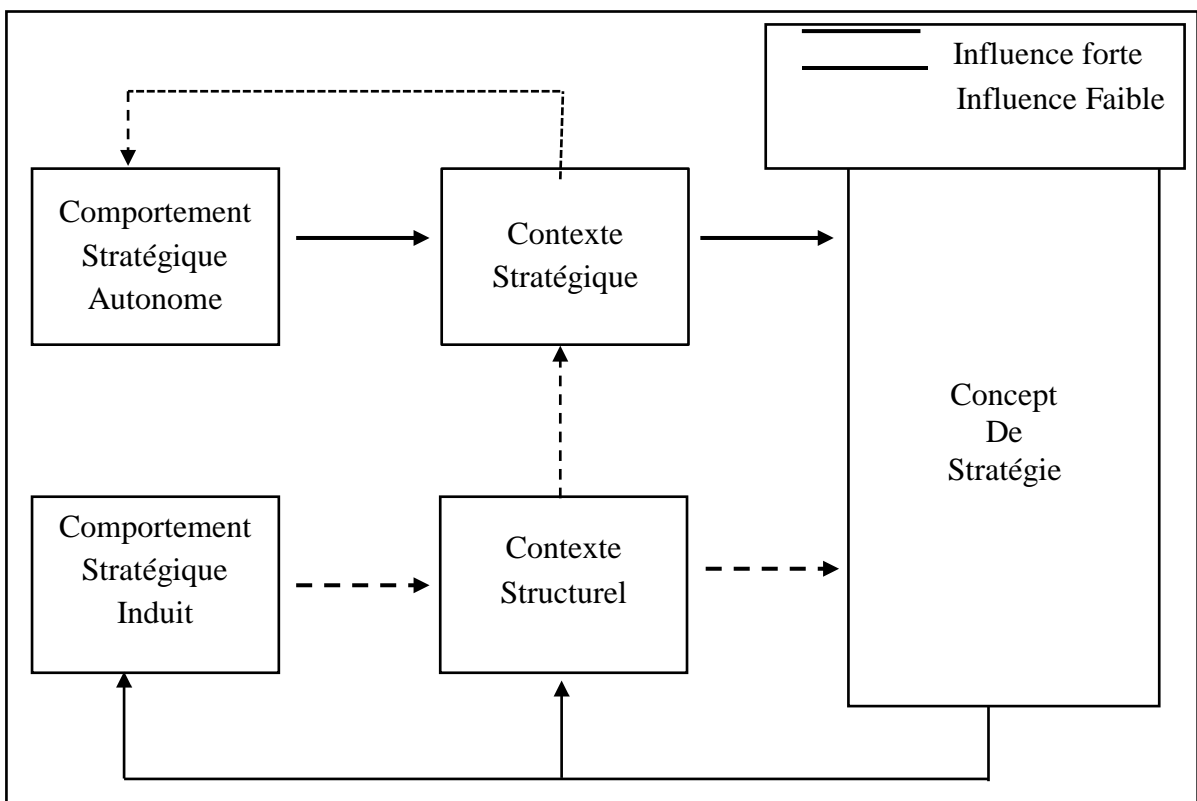 Influence forte
Influence Faible
Comportement
Stratégique
Autonome
Contexte
Stratégique
Concept
De
Stratégie
Comportement
Stratégique
Induit
Contexte
Structurel